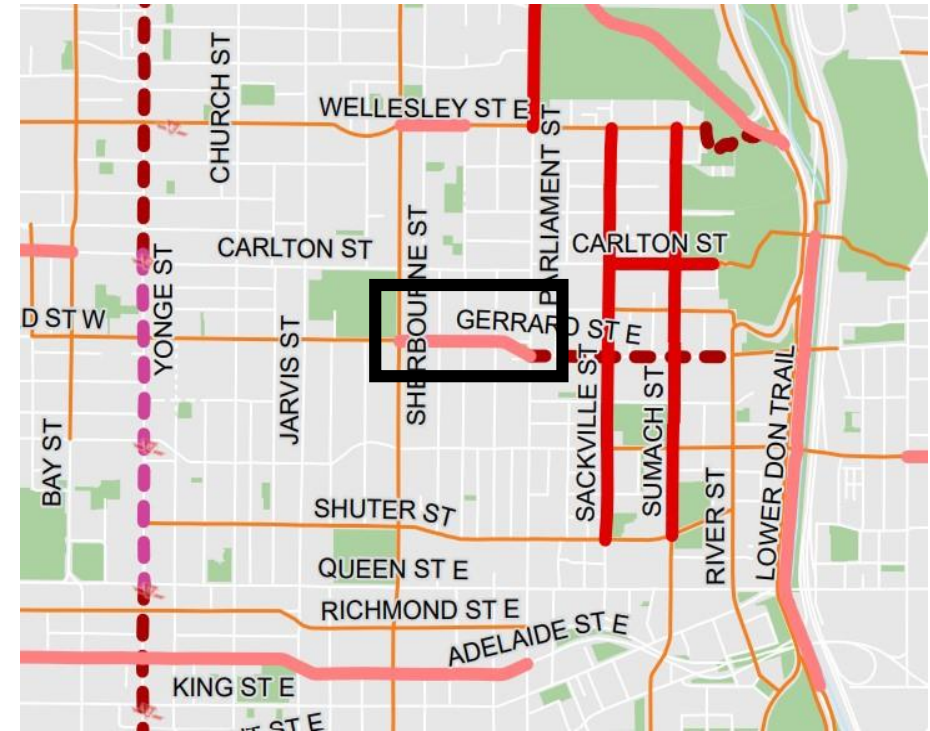 CHURCH ST
WELLESLEY ST E
PARLIAMENT ST
CARLTON ST
CARLTON ST
SHERBOURNE ST
YONGE ST
D ST W
GERRARD ST E
JARVIS ST
SACKVILLE ST
SUMACH ST
LOWER DON TRAIL
BAY ST
RIVER ST
SHUTER ST
QUEEN ST E
RICHMOND ST E
ADELAIDE ST E
KING ST E
ST E